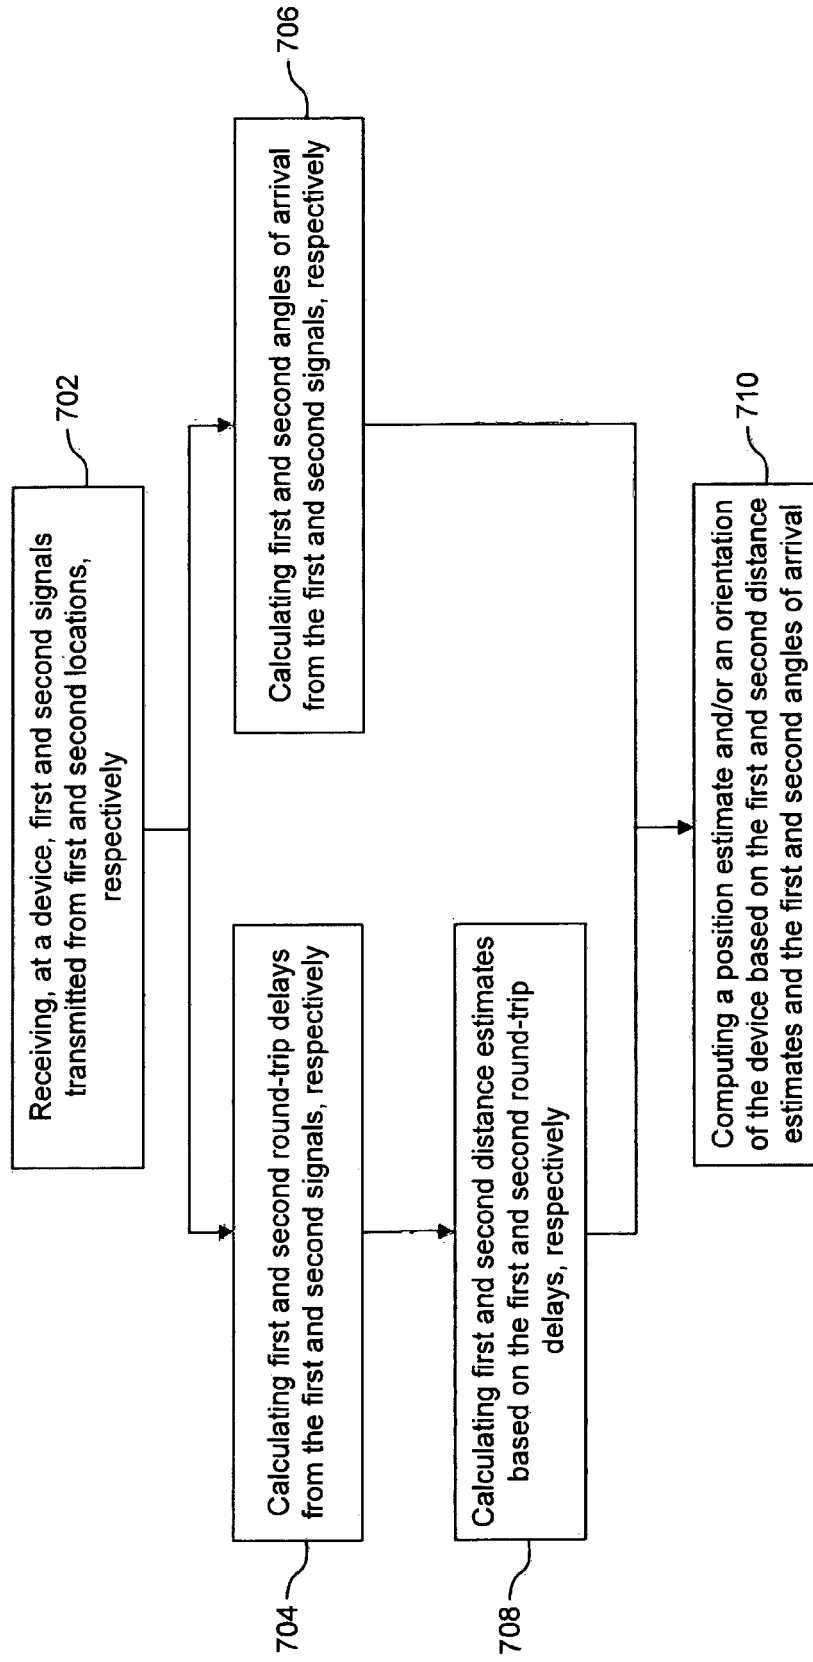 702
Receiving, at a device, first and second signals
transmitted from first and second locations,
respectively
704
Calculating first and second round-trip delays
from the first and second signals, respectively
706
Calculating first and second angles of arrival
from the first and second signals, respectively
708
Calculating first and second distance estimates
based on the first and second round-trip
delays, respectively
710
Computing a position estimate and/or an orientation
of the device based on the first and second distance
estimates and the first and second angles of arrival